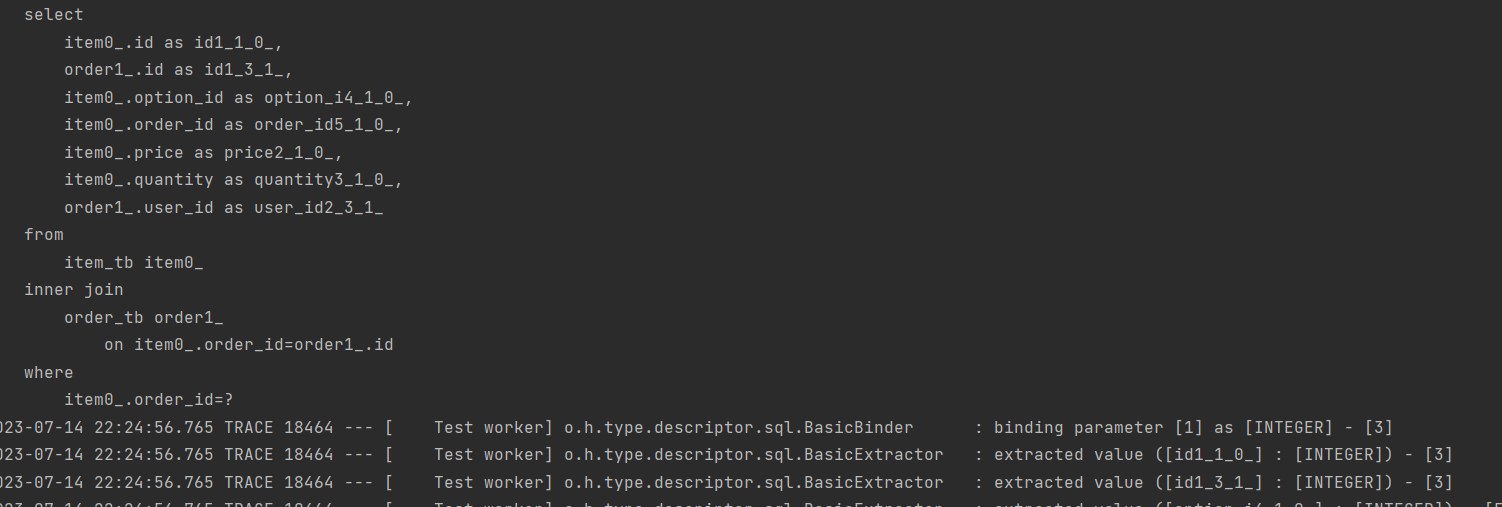 select
item0_.id as id1_1_0_,
order1_.id as id1_3_1_,
item0_.option_id as option_i4_1_0_,
item0_.order_id as order_id5_1_0_,
item0_.price as price2_1_0_,
item0_.quantity as quantity3_1_0_,
order1_.user_id as user_id2_3_1_
from
item_tb item0_
inner join
order_tb order1_
on item0_.order_id=order1_.id
where
item0_.order_id=?
023-07-14 22:24:56.765 TRACE 18464 --- [    Test worker] o.h.type.descriptor.sql.BasicBinder      : binding parameter [1] as [INTEGER] - [3]
023-07-14 22:24:56.765 TRACE 18464 --- [    Test worker] o.h.type.descriptor.sql.BasicExtractor   : extracted value ([id1_1_0_] : [INTEGER]) - [3]
023-07-14 22:24:56.765 TRACE 18464 --- [    Test worker] o.h.type.descriptor.sql.BasicExtractor   : extracted value ([id1_3_1_] : [INTEGER]) - [3]